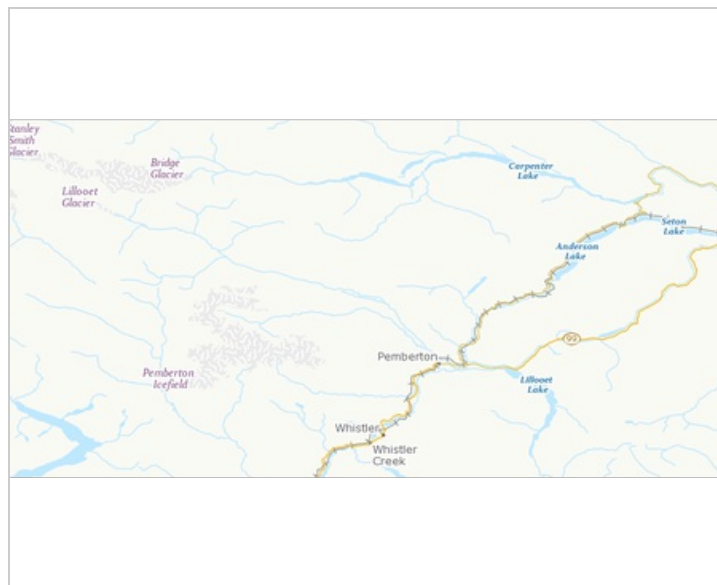 tanley
Smith
Glacier
Bridge
Glacier
Lillooet
Glacier
Carpenter
Lake
Seton
Lake
Anderson
Lake
99
Pemberton
Pemberton
Icefield
Lillooet
Lake
Whistler
Whistler
Creek